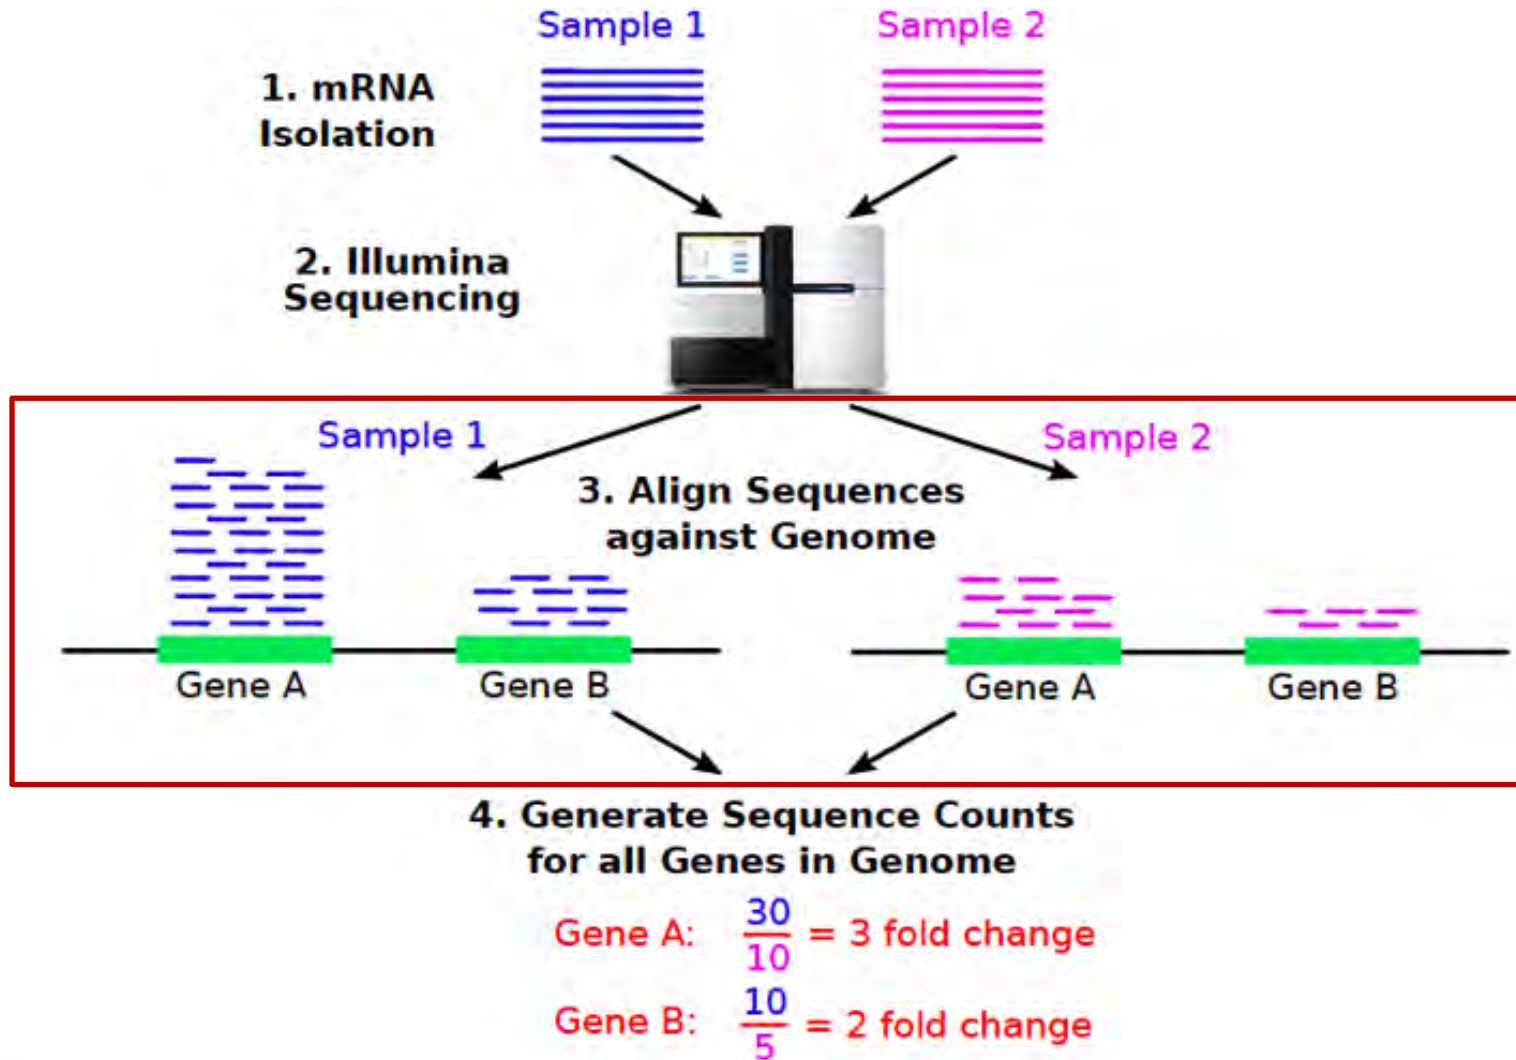 Sample 1
Sample 2
1. mRNA
Isolation
2. Illumina
Sequencing
Sample 1
Sample 2
3. Align Sequences
against Genome
Gene A
Gene B
Gene A
Gene B
4. Generate Sequence Counts
for all Genes in Genome
Gene A: 30/10 = 3 fold change
Gene B: 10/5 = 2 fold change